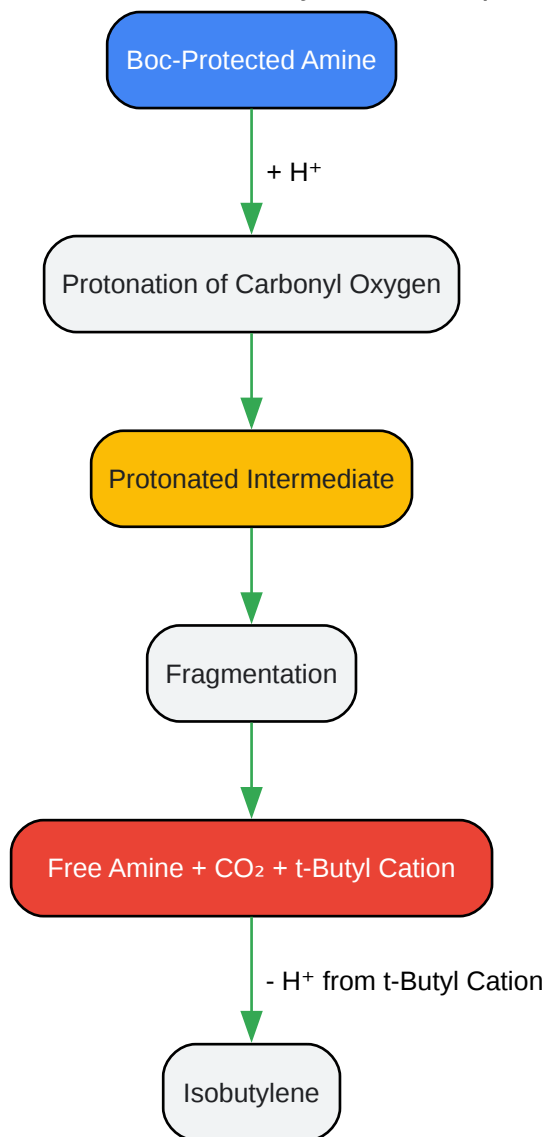 Boc-Protected Amine
+ H⁺
Protonation of Carbonyl Oxygen
Protonated Intermediate
Fragmentation
Free Amine + CO₂ + t-Butyl Cation
- H⁺ from t-Butyl Cation
Isobutylene